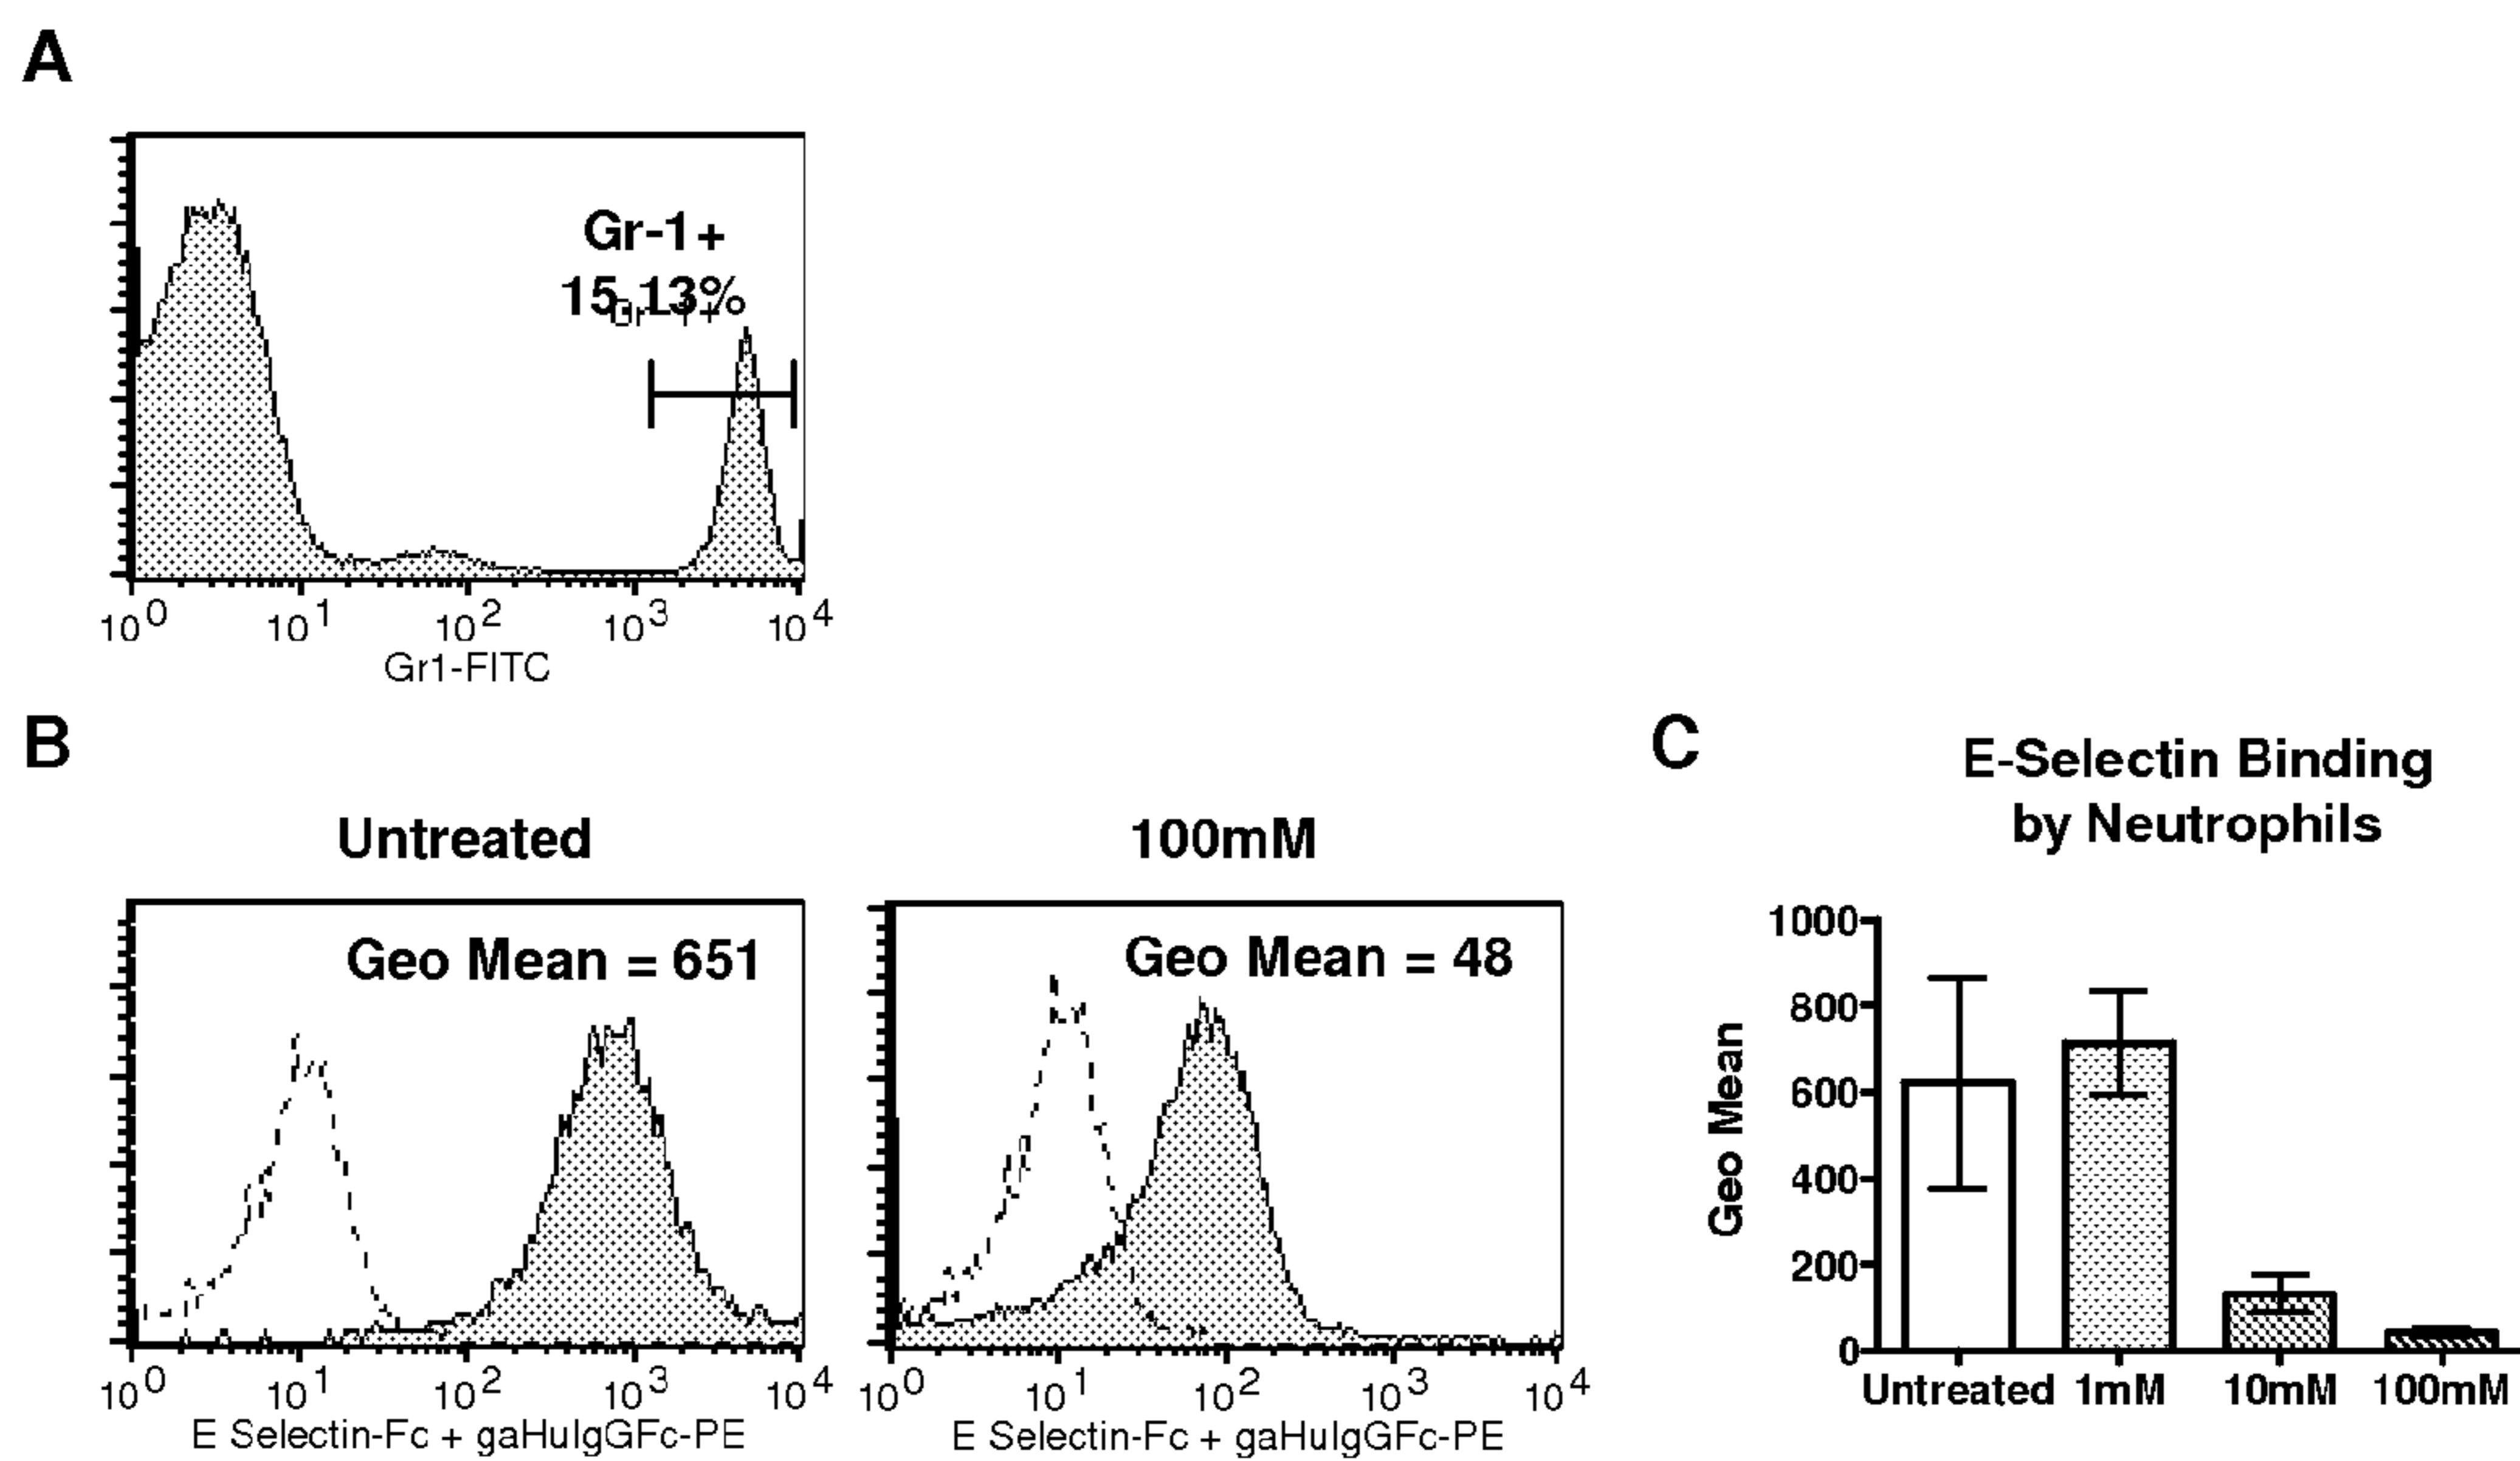 A
Gr-1+
15.13%
Gr-1+
10^0 10^1 10^2 10^3 10^4
Gr1-FITC
B
Untreated
Geo Mean = 651
10^0 10^1 10^2 10^3 10^4
E Selectin-Fc + gaHuIgGFc-PE
100mM
Geo Mean = 48
10^0 10^1 10^2 10^3 10^4
E Selectin-Fc + gaHuIgGFc-PE
C
E-Selectin Binding
by Neutrophils
Geo Mean
1000
800
600
400
200
0
Untreated 1mM 10mM 100mM